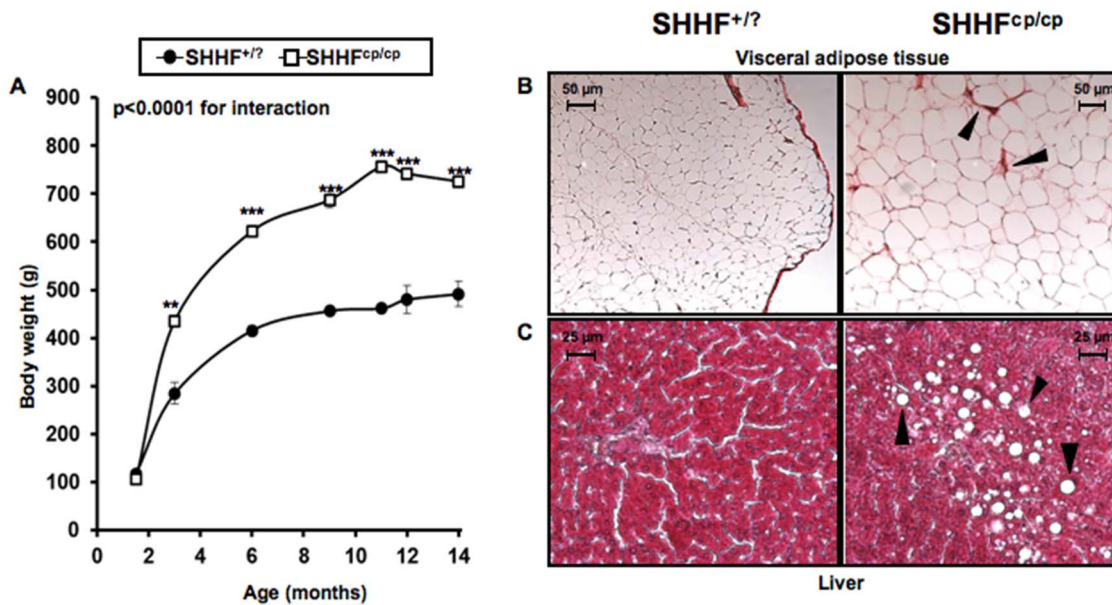 SHHF+/? SHHFcp/cp
SHHF+/? SHHFcp/cp
Visceral adipose tissue
A
900
800
700
600
500
400
300
200
100
0
Body weight (g)
p<0.0001 for interaction
**
***
***
***
***
***
0 2 4 6 8 10 12 14
Age (months)
B
50 µm
50 µm
C
25 µm
25 µm
Liver